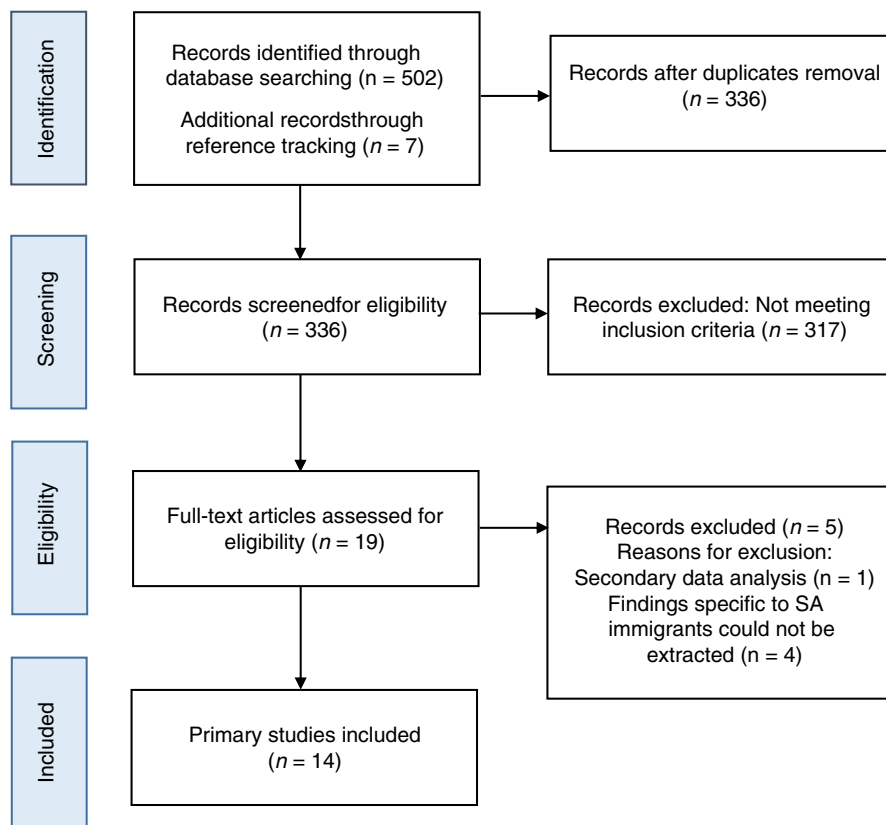 Identification
Records identified through
database searching (n = 502)
Additional recordsthrough
reference tracking (n = 7)
Records after duplicates removal
(n = 336)
Screening
Records screenedfor eligibility
(n = 336)
Records excluded: Not meeting
inclusion criteria (n = 317)
Eligibility
Full-text articles assessed for
eligibility (n = 19)
Records excluded (n = 5)
Reasons for exclusion:
Secondary data analysis (n = 1)
Findings specific to SA
immigrants could not be
extracted (n = 4)
Included
Primary studies included
(n = 14)